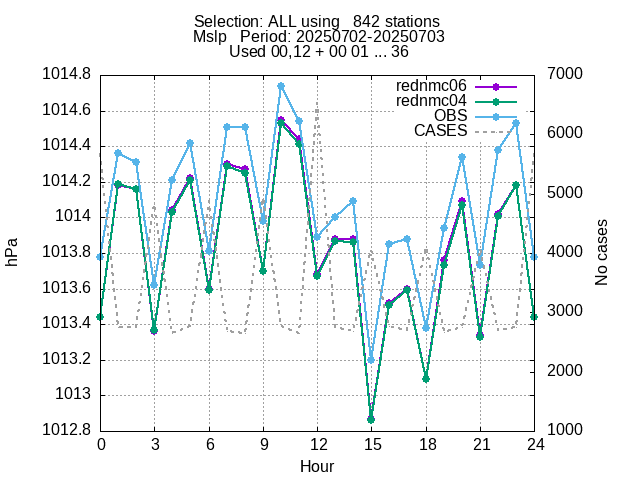 Selection: ALL using   842 stations
Mslp   Period: 20250702-20250703
Used 00,12 + 00 01 ... 36
rednmc06
rednmc04
OBS
CASES
1014.8
1014.6
1014.4
1014.2
1014
1013.8
1013.6
1013.4
1013.2
1013
1012.8
hPa
7000
6000
5000
4000
3000
2000
1000
No cases
0 3 6 9 12 15 18 21 24
Hour